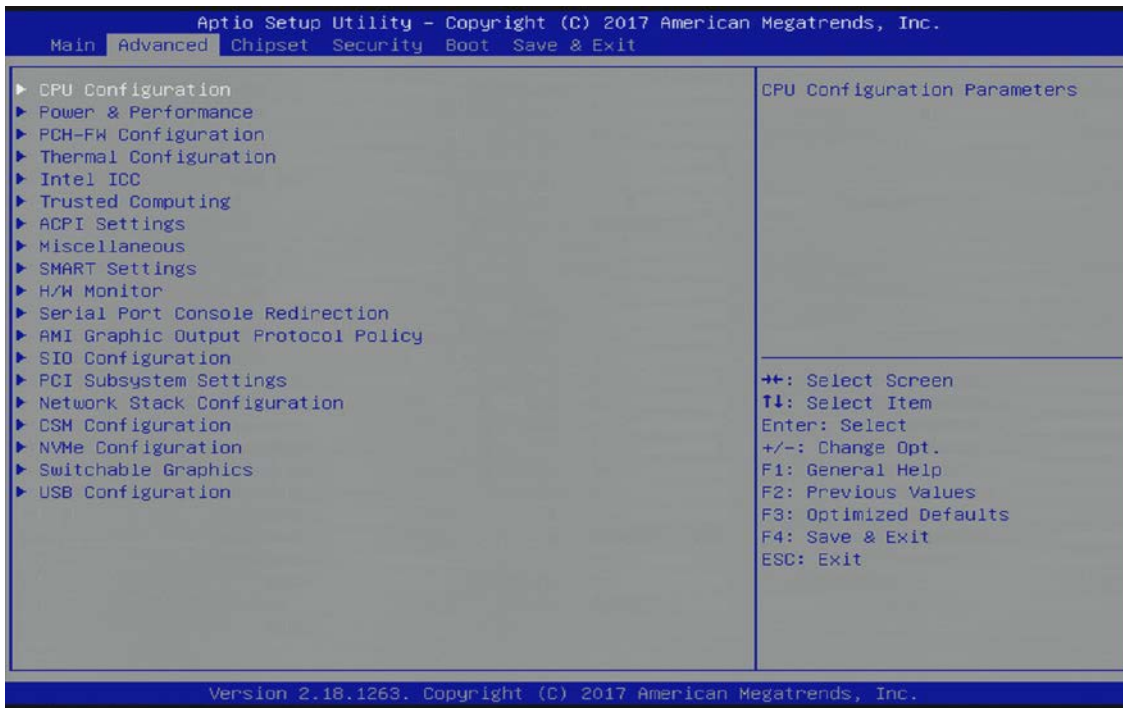 Aptio Setup Utility – Copyright (C) 2017 American Megatrends, Inc.
Main Advanced Chipset Security Boot Save & Exit
▶ CPU Configuration
▶ Power & Performance
▶ PCH-FW Configuration
▶ Thermal Configuration
▶ Intel ICC
▶ Trusted Computing
▶ ACPI Settings
▶ Miscellaneous
▶ SMART Settings
▶ H/W Monitor
▶ Serial Port Console Redirection
▶ AMI Graphic Output Protocol Policy
▶ SIO Configuration
▶ PCI Subsystem Settings
▶ Network Stack Configuration
▶ CSM Configuration
▶ NVMe Configuration
▶ Switchable Graphics
▶ USB Configuration
CPU Configuration Parameters
→←: Select Screen
↑↓: Select Item
Enter: Select
+/-: Change Opt.
F1: General Help
F2: Previous Values
F3: Optimized Defaults
F4: Save & Exit
ESC: Exit
Version 2.18.1263. Copyright (C) 2017 American Megatrends, Inc.